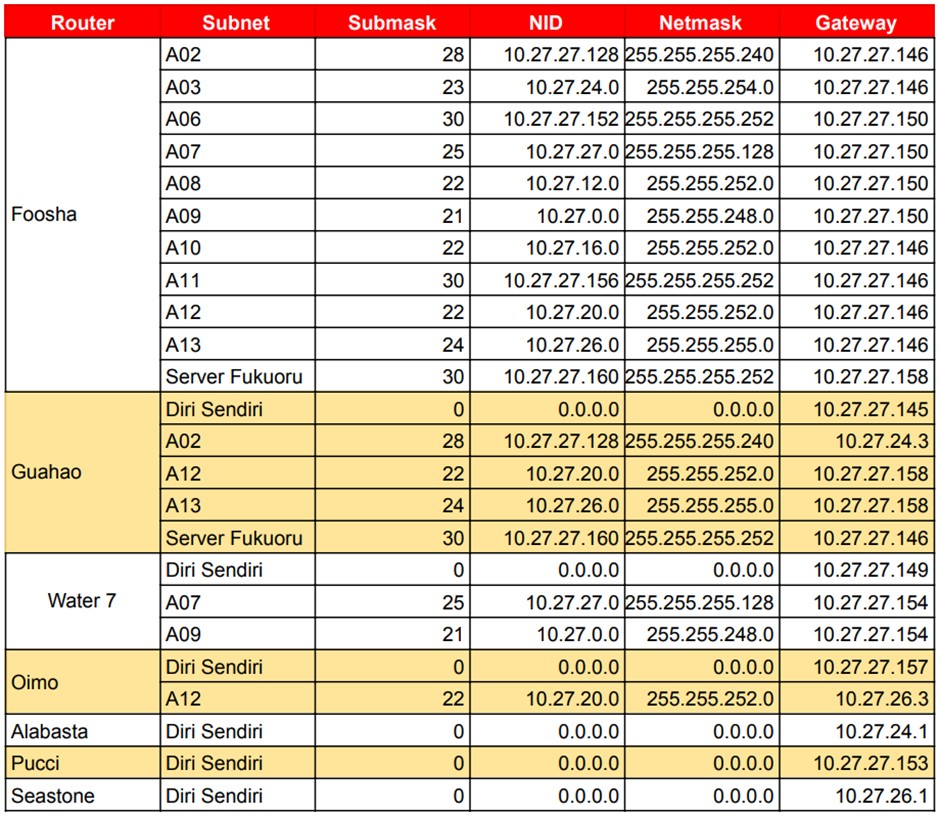 Router Subnet Submask NID Netmask Gateway
A02 28 10.27.27.128 255.255.255.240 10.27.27.146
A03 23 10.27.24.0 255.255.254.0 10.27.27.146
A06 30 10.27.27.152 255.255.255.252 10.27.27.150
A07 25 10.27.27.0 255.255.255.128 10.27.27.150
A08 22 10.27.12.0 255.255.252.0 10.27.27.150
Foosha A09 21 10.27.0.0 255.255.248.0 10.27.27.150
A10 22 10.27.16.0 255.255.252.0 10.27.27.146
A11 30 10.27.27.156 255.255.255.252 10.27.27.146
A12 22 10.27.20.0 255.255.252.0 10.27.27.146
A13 24 10.27.26.0 255.255.255.0 10.27.27.146
Server Fukuoru 30 10.27.27.160 255.255.255.252 10.27.27.158
Diri Sendiri 0 0.0.0.0 0.0.0.0 10.27.27.145
A02 28 10.27.27.128 255.255.255.240 10.27.24.3
Guahao A12 22 10.27.20.0 255.255.252.0 10.27.27.158
A13 24 10.27.26.0 255.255.255.0 10.27.27.158
Server Fukuoru 30 10.27.27.160 255.255.255.252 10.27.27.146
Diri Sendiri 0 0.0.0.0 0.0.0.0 10.27.27.149
Water 7 A07 25 10.27.27.0 255.255.255.128 10.27.27.154
A09 21 10.27.0.0 255.255.248.0 10.27.27.154
Oimo Diri Sendiri 0 0.0.0.0 0.0.0.0 10.27.27.157
A12 22 10.27.20.0 255.255.252.0 10.27.26.3
Alabasta Diri Sendiri 0 0.0.0.0 0.0.0.0 10.27.24.1
Pucci Diri Sendiri 0 0.0.0.0 0.0.0.0 10.27.27.153
Seastone Diri Sendiri 0 0.0.0.0 0.0.0.0 10.27.26.1